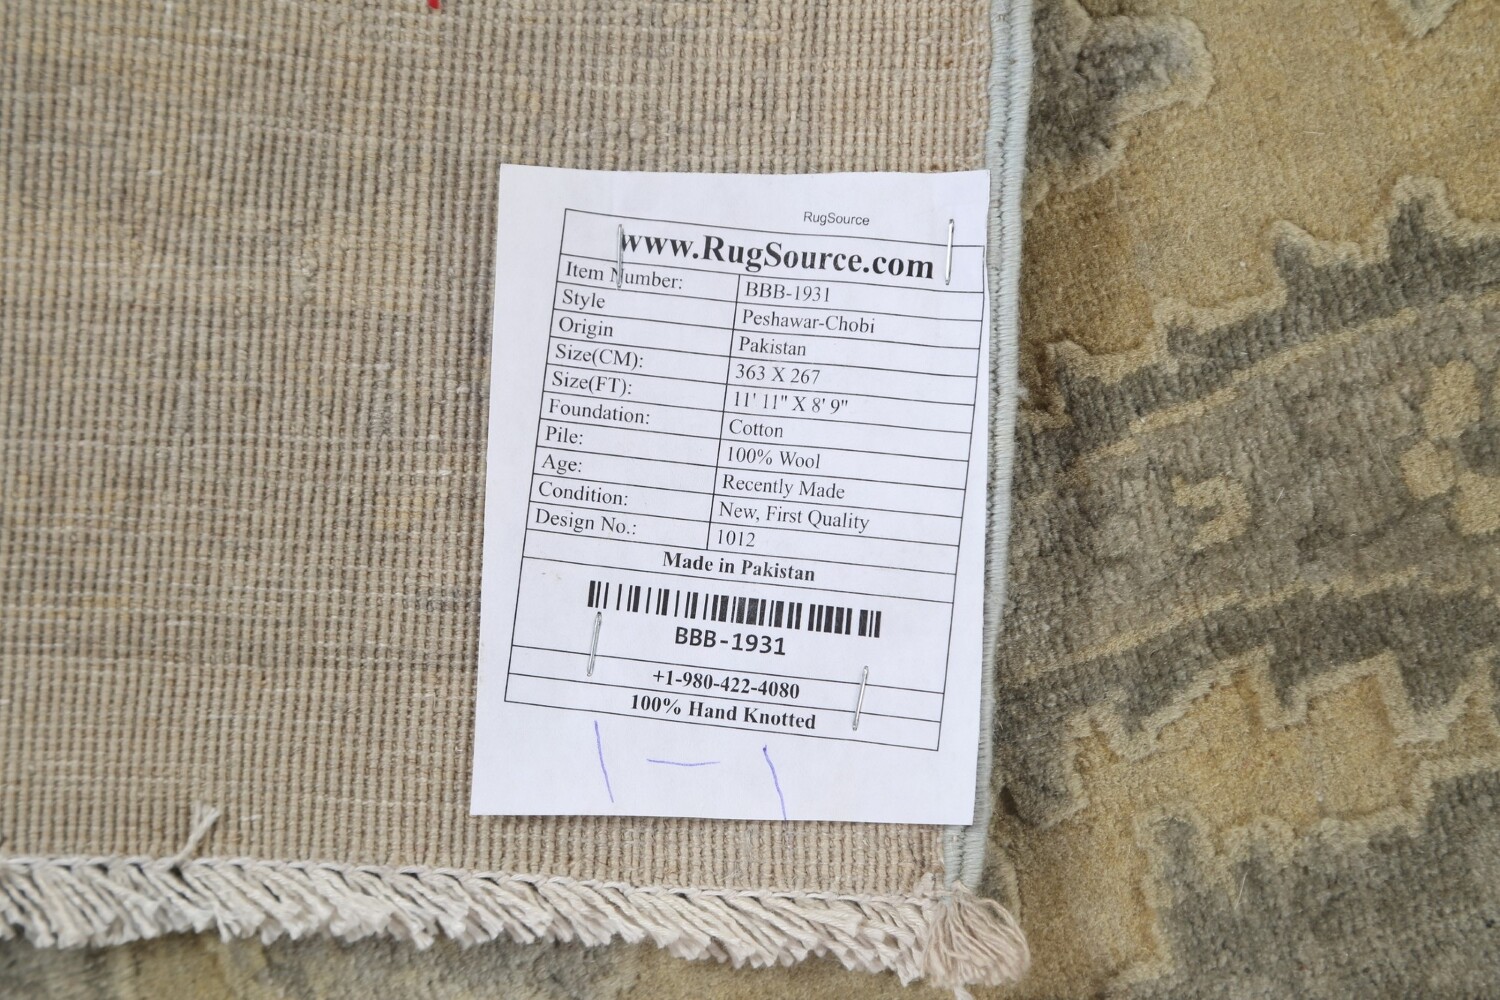 RugSource
www.RugSource.com
Item Number: BBB-1931
Style Peshawar-Chobi
Origin Pakistan
Size(CM): 363 X 267
Size(FT): 11' 11" X 8' 9"
Foundation: Cotton
Pile: 100% Wool
Age: Recently Made
Condition: New, First Quality
Design No.: 1012
Made in Pakistan
BBB-1931
+1-980-422-4080
100% Hand Knotted
1 - 1